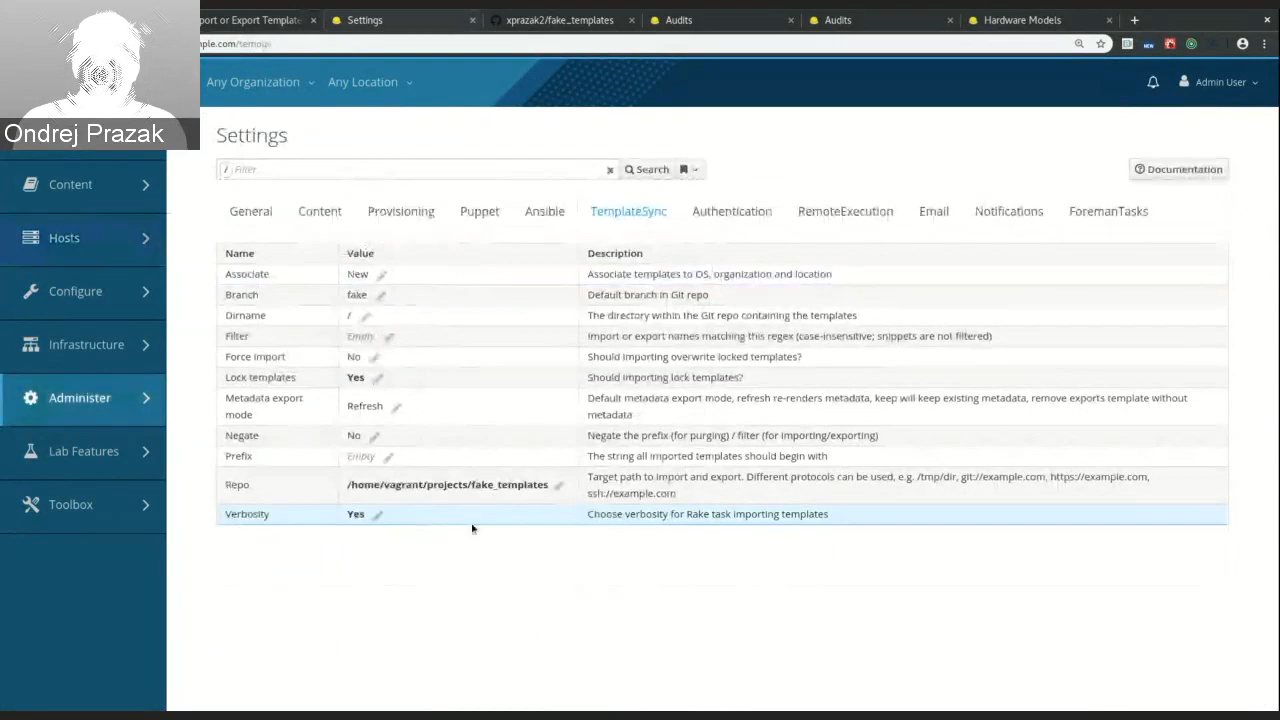 port or Export Template
Settings
xprazak2/fake_templates
Audits
Audits
Hardware Models
Any Organization
Any Location
Admin User
Ondrej Prazak
Settings
Filter
Search
Documentation
Content
Hosts
Configure
Infrastructure
Administer
Lab Features
Toolbox
General
Content
Provisioning
Puppet
Ansible
TemplateSync
Authentication
RemoteExecution
Email
Notifications
ForemanTasks
Name Value Description
Associate New Associate templates to OS, organization and location
Branch fake Default branch in Git repo
Dirname / The directory within the Git repo containing the templates
Filter Empty Import or export names matching this regex (case-insensitive; snippets are not filtered)
Force import No Should importing overwrite locked templates?
Lock templates Yes Should importing lock templates?
Metadata export mode Refresh Default metadata export mode, refresh re-renders metadata, keep will keep existing metadata, remove exports template without
metadata
Negate No Negate the prefix (for purging) / filter (for importing/exporting)
Prefix Empty The string all imported templates should begin with
Repo /home/vagrant/projects/fake_templates Target path to import and export. Different protocols can be used, e.g. /tmp/dir, git://example.com, https://example.com,
ssh://example.com
Verbosity Yes Choose verbosity for Rake task importing templates